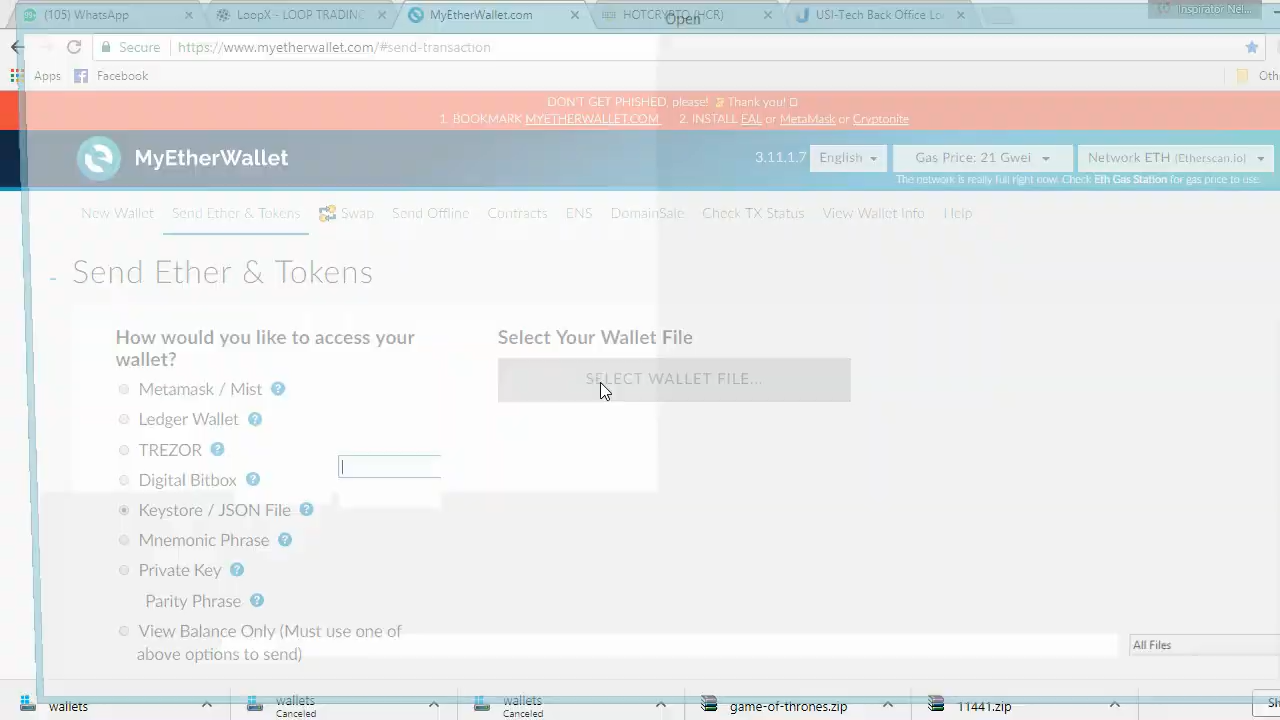 (105) WhatsApp
LoopX - LOOP TRADING
MyEtherWallet.com
HOTCRYPTO (HCR)
USI-Tech Back Office Lo
Inspirator Nel...
Open
Secure
https://www.myetherwallet.com/#send-transaction
Apps
Facebook
Oth
DON'T GET PHISHED, please! Thank you!
1. BOOKMARK MYETHERWALLET.COM 2. INSTALL EAL or MetaMask or Cryptonite
MyEtherWallet
3.11.1.7
English
Gas Price: 21 Gwei
Network ETH (Etherscan.io)
The network is really full right now. Check Eth Gas Station for gas price to use.
New Wallet
Send Ether & Tokens
Swap
Send Offline
Contracts
ENS
DomainSale
Check TX Status
View Wallet Info
Help
Send Ether & Tokens
How would you like to access your
wallet?
Metamask / Mist ?
Ledger Wallet ?
TREZOR ?
Digital Bitbox ?
Keystore / JSON File ?
Mnemonic Phrase ?
Private Key ?
Parity Phrase ?
View Balance Only (Must use one of
above options to send)
Select Your Wallet File
SELECT WALLET FILE...
All Files
wallets
wallets
Canceled
wallets
Canceled
game-of-thrones.zip
11441.zip